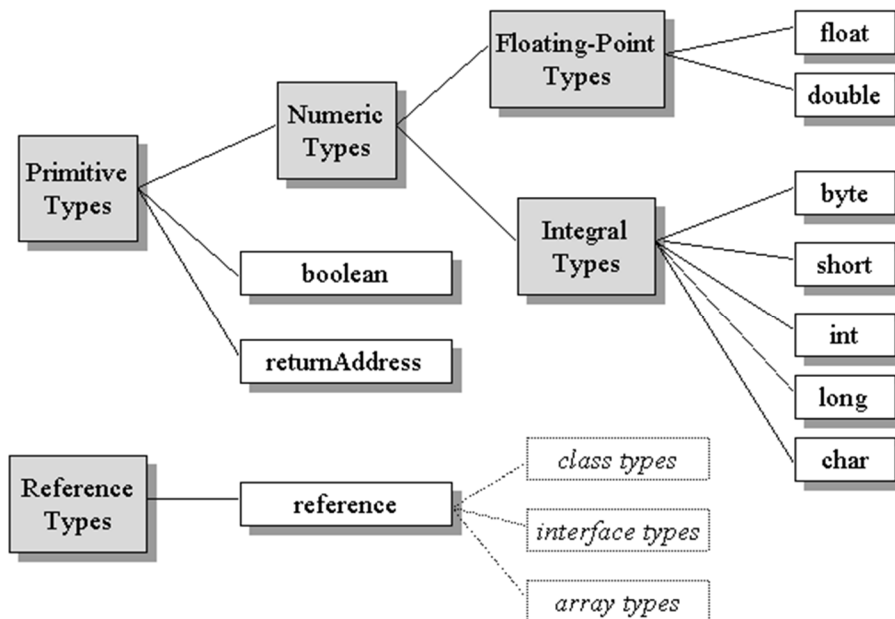 Floating-Point
Types
float
double
Numeric
Types
Primitive
Types
byte
Integral
Types
short
boolean
int
returnAddress
long
char
class types
Reference
Types
reference
interface types
array types